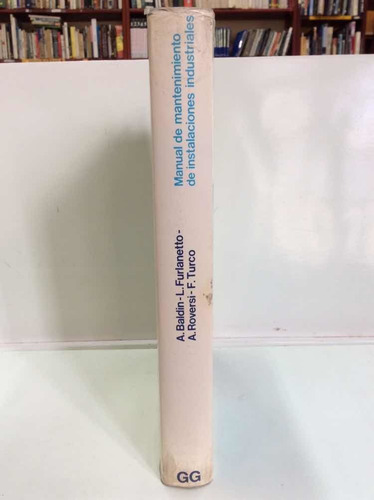 Manual de mantenimiento
de instalaciones industriales
A. Baldin - L. Furlanetto -
A. Roversi - F. Turco
GG